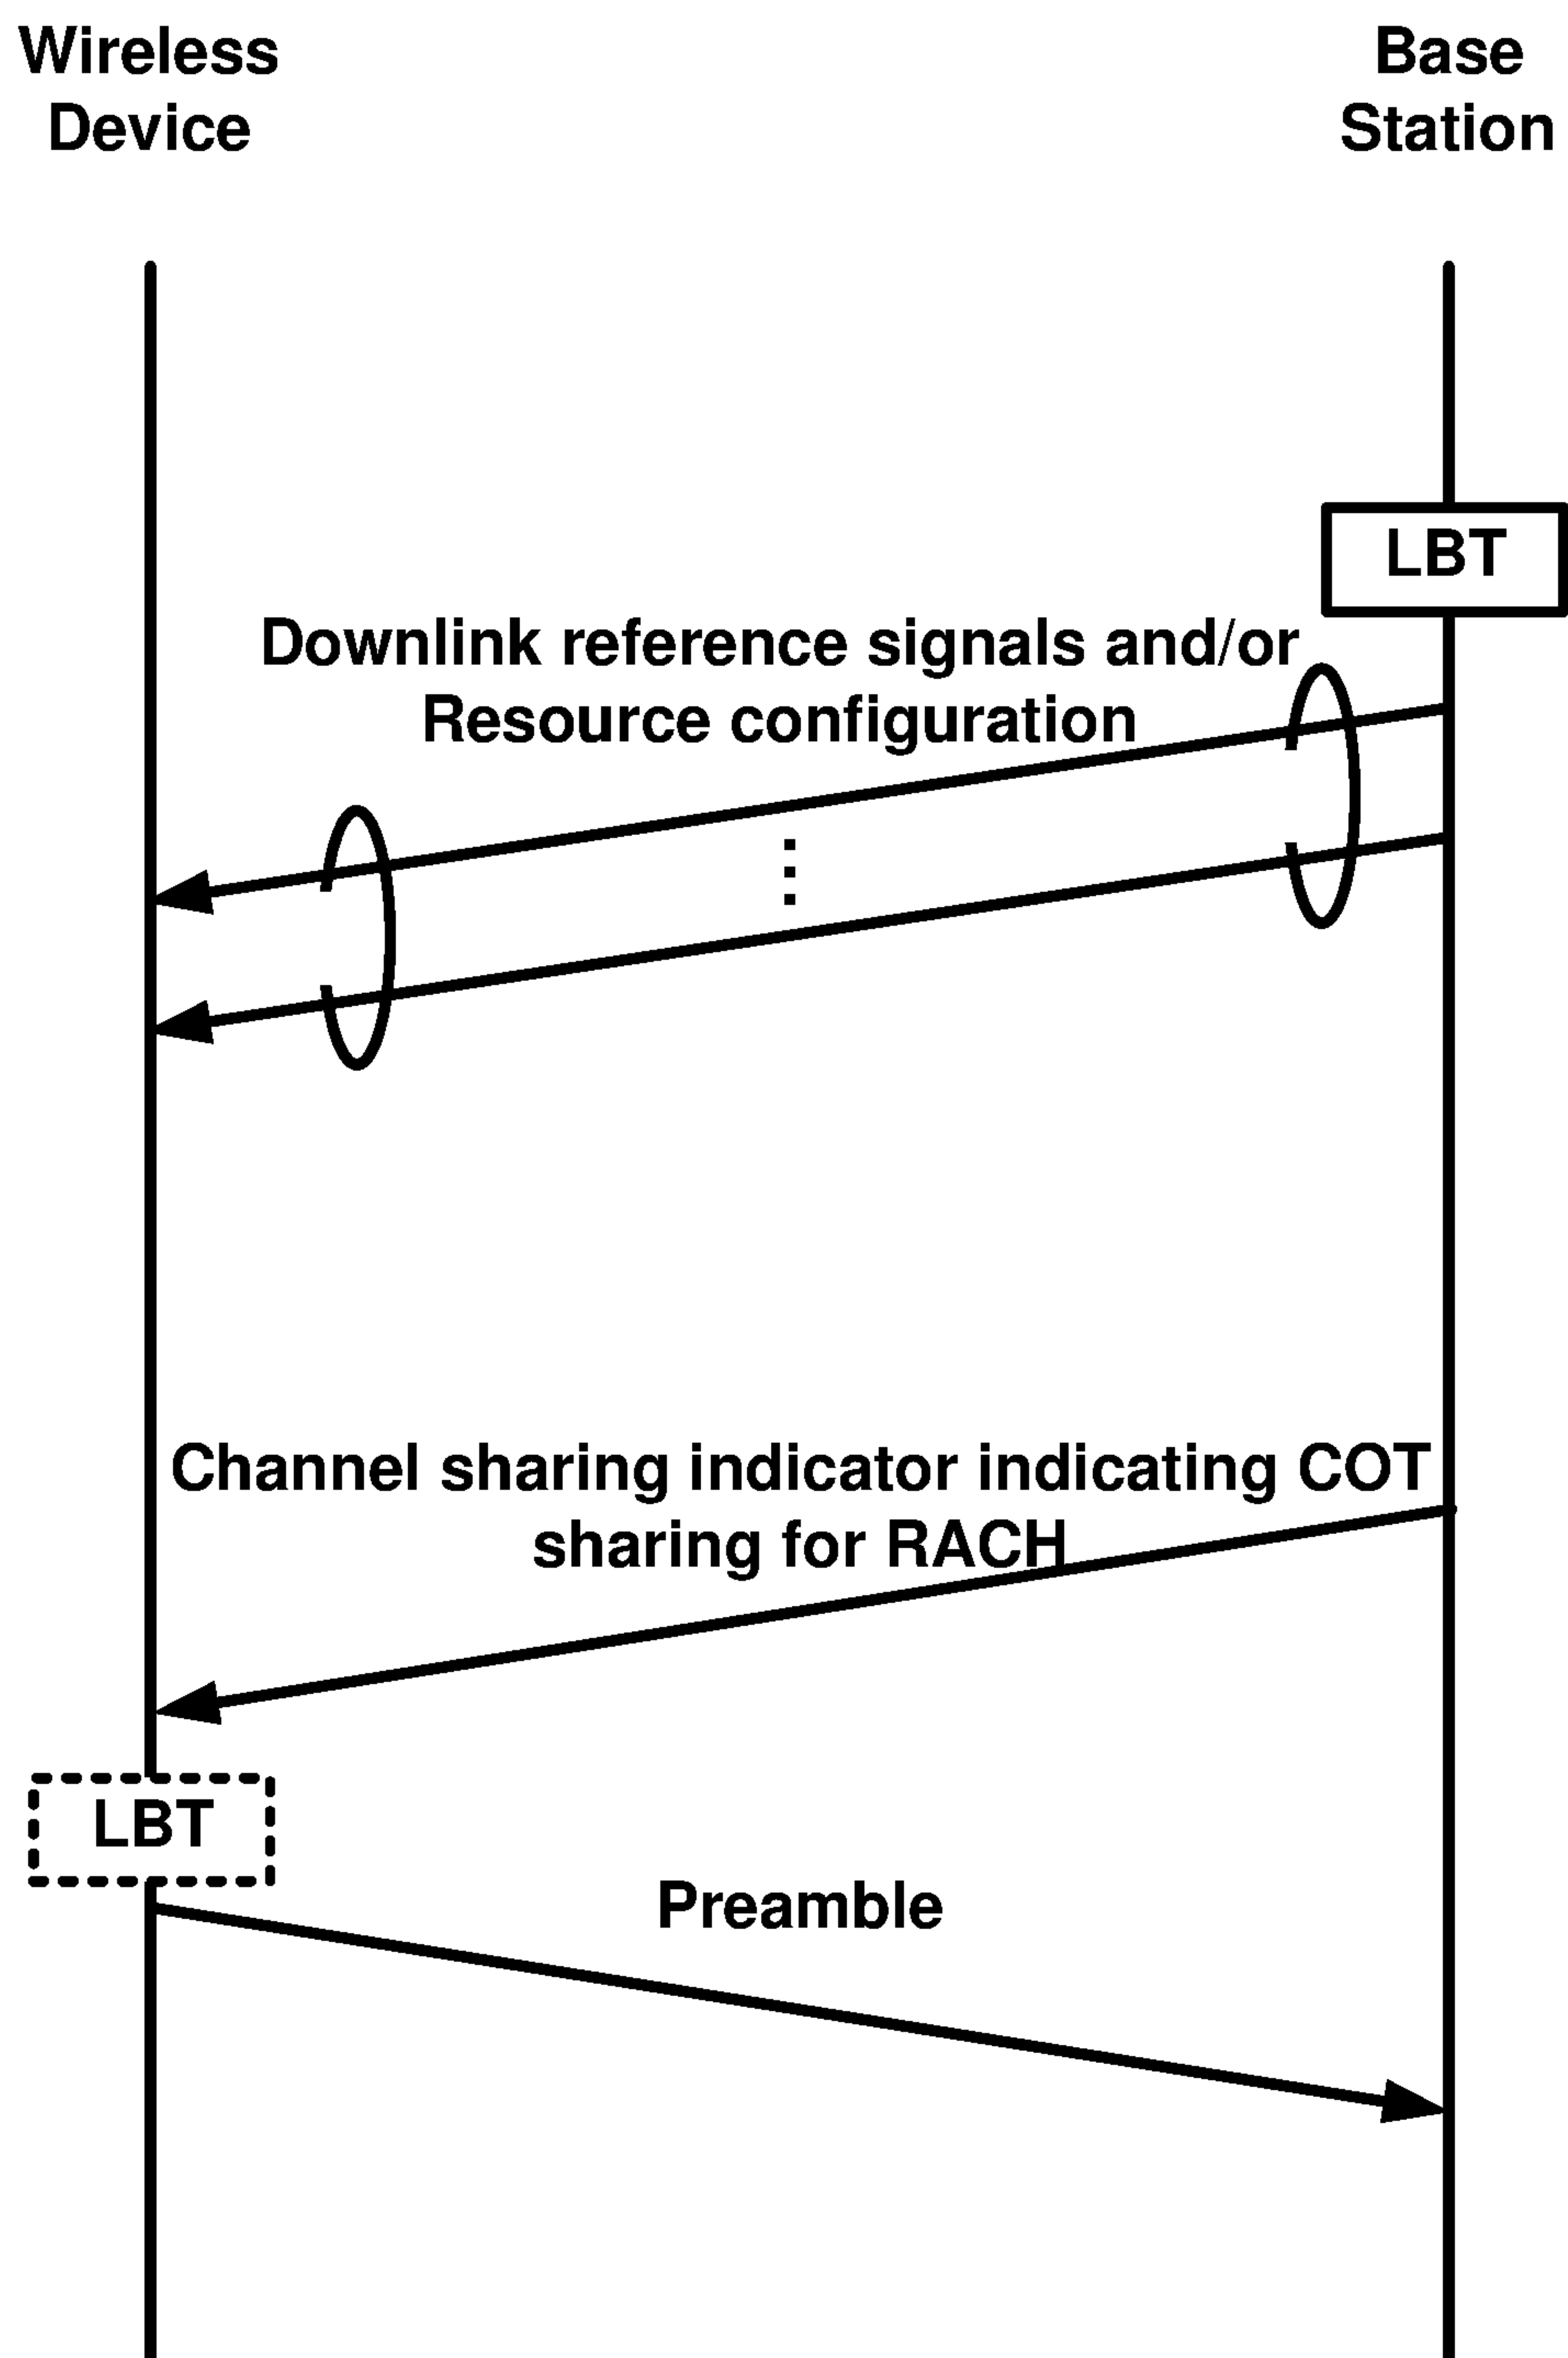 Wireless
Device
Base
Station
LBT
Downlink reference signals and/or
Resource configuration
Channel sharing indicator indicating COT
sharing for RACH
LBT
Preamble